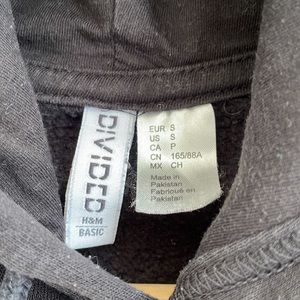 DIVIDED
H&M
BASIC
EUR S
US S
CA P
CN 165/88A
MX CH
Made in
Pakistan
Fabriqué en
Pakistan